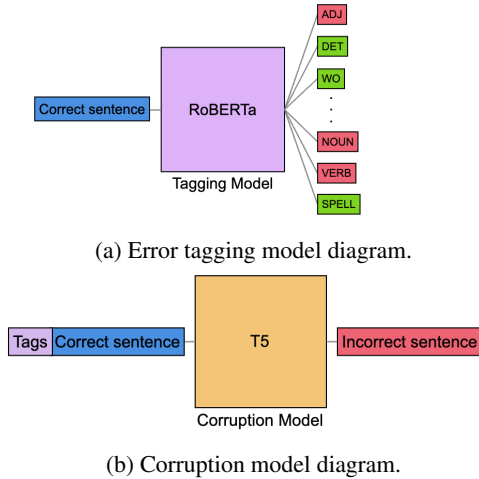 ADJ
DET
WO
Correct sentence
RoBERTa
NOUN
VERB
SPELL
Tagging Model
(a) Error tagging model diagram.
Tags Correct sentence
T5
Incorrect sentence
Corruption Model
(b) Corruption model diagram.